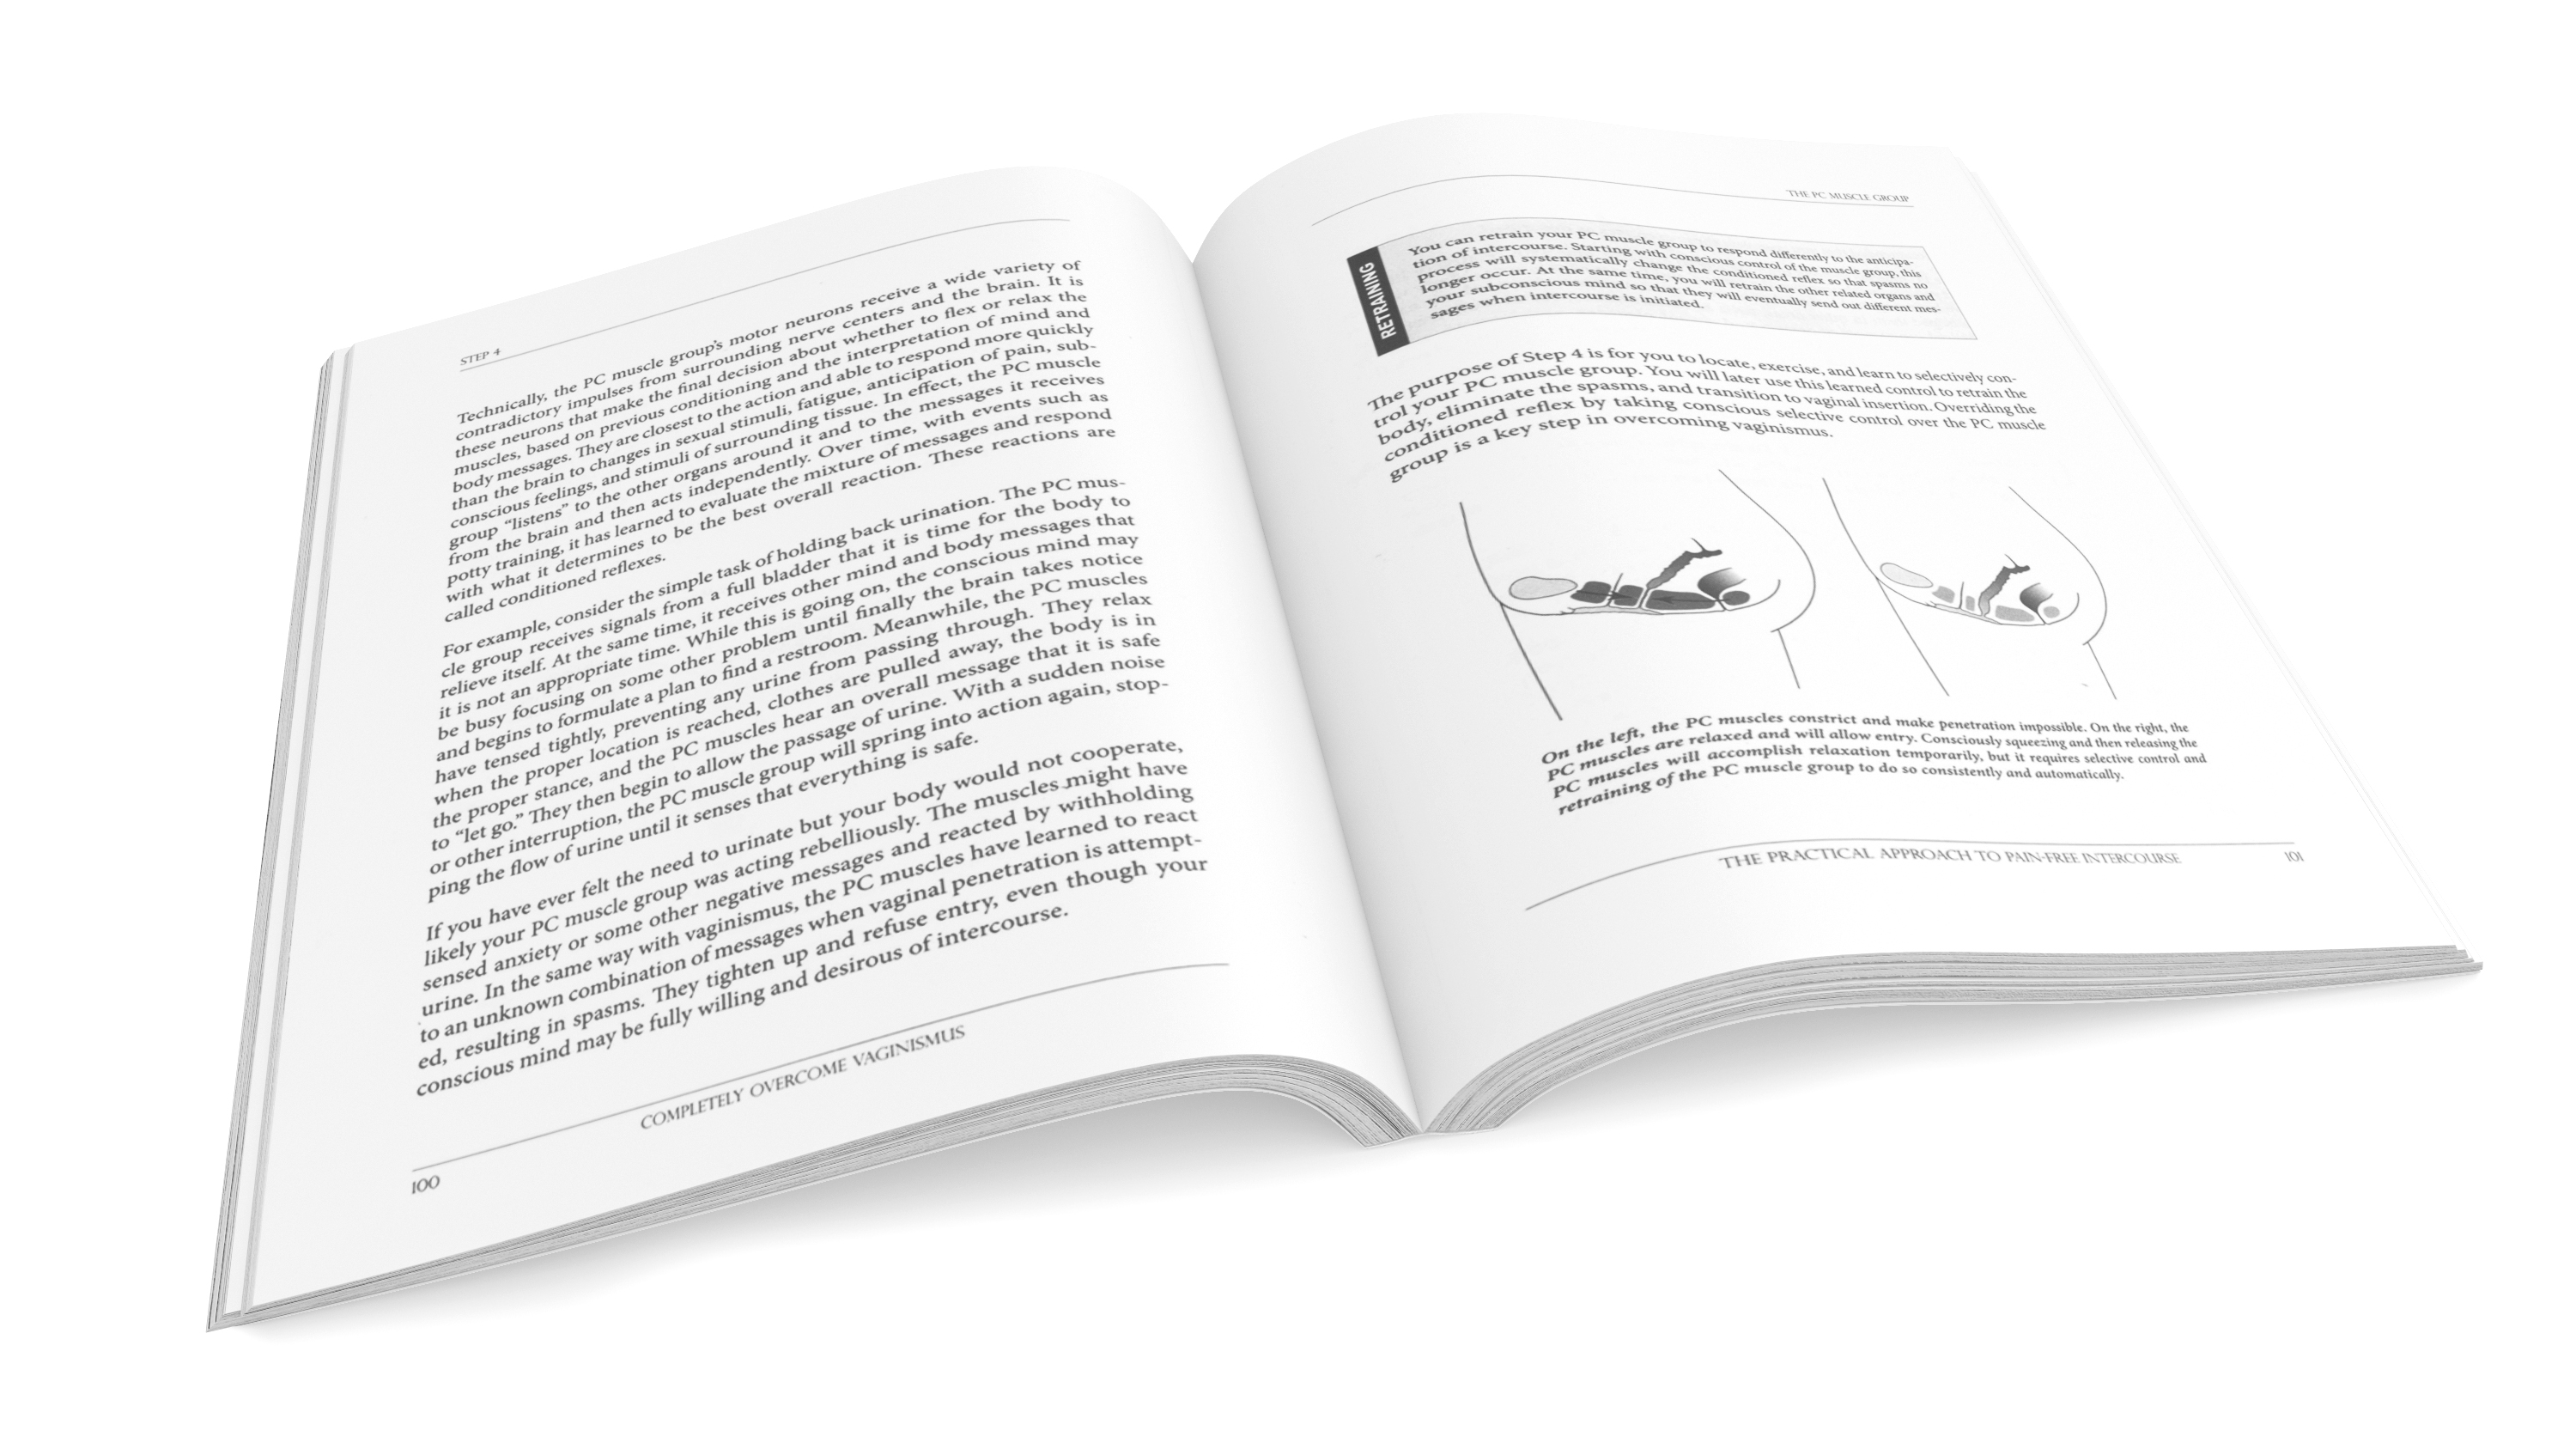 STEP 4
Technically, the PC muscle group's motor neurons receive a wide variety of
contradictory impulses from surrounding nerve centers and the brain. It is
these neurons that make the final decision about whether to flex or relax the
muscles, based on previous conditioning and the interpretation of mind and
body messages. They are closest to the action and able to respond more quickly
than the brain to changes in sexual stimuli, fatigue, anticipation of pain, sub-
conscious feelings, and stimuli of surrounding tissue. In effect, the PC muscle
group “listens” to the other organs around it and to the messages it receives
from the brain and then acts independently. Over time, with events such as
potty training, it has learned to evaluate the mixture of messages and respond
with what it determines to be the best overall reaction. These reactions are
called conditioned reflexes.
For example, consider the simple task of holding back urination. The PC mus-
cle group receives signals from a full bladder that it is time for the body to
relieve itself. At the same time, it receives other mind and body messages that
it is not an appropriate time. While this is going on, the conscious mind may
be busy focusing on some other problem until finally the brain takes notice
and begins to formulate a plan to find a restroom. Meanwhile, the PC muscles
have tensed tightly, preventing any urine from passing through. They relax
when the proper location is reached, clothes are pulled away, the body is in
the proper stance, and the PC muscles hear an overall message that it is safe
to “let go.” They then begin to allow the passage of urine. With a sudden noise
or other interruption, the PC muscle group will spring into action again, stop-
ping the flow of urine until it senses that everything is safe.
If you have ever felt the need to urinate but your body would not cooperate,
likely your PC muscle group was acting rebelliously. The muscles might have
sensed anxiety or some other negative messages and reacted by withholding
urine. In the same way with vaginismus, the PC muscles have learned to react
to an unknown combination of messages when vaginal penetration is attempt-
ed, resulting in spasms. They tighten up and refuse entry, even though your
conscious mind may be fully willing and desirous of intercourse.
COMPLETELY OVERCOME VAGINISMUS
100
THE PC MUSCLE GROUP
RETRAINING
You can retrain your PC muscle group to respond differently to the anticipa-
tion of intercourse. Starting with conscious control of the muscle group, this
process will systematically change the conditioned reflex so that spasms no
longer occur. At the same time, you will retrain the other related organs and
your subconscious mind so that they will eventually send out different mes-
sages when intercourse is initiated.
The purpose of Step 4 is for you to locate, exercise, and learn to selectively con-
trol your PC muscle group. You will later use this learned control to retrain the
body, eliminate the spasms, and transition to vaginal insertion. Overriding the
conditioned reflex by taking conscious selective control over the PC muscle
group is a key step in overcoming vaginismus.
On the left, the PC muscles constrict and make penetration impossible. On the right, the
PC muscles are relaxed and will allow entry. Consciously squeezing and then releasing the
PC muscles will accomplish relaxation temporarily, but it requires selective control and
retraining of the PC muscle group to do so consistently and automatically.
THE PRACTICAL APPROACH TO PAIN-FREE INTERCOURSE
101